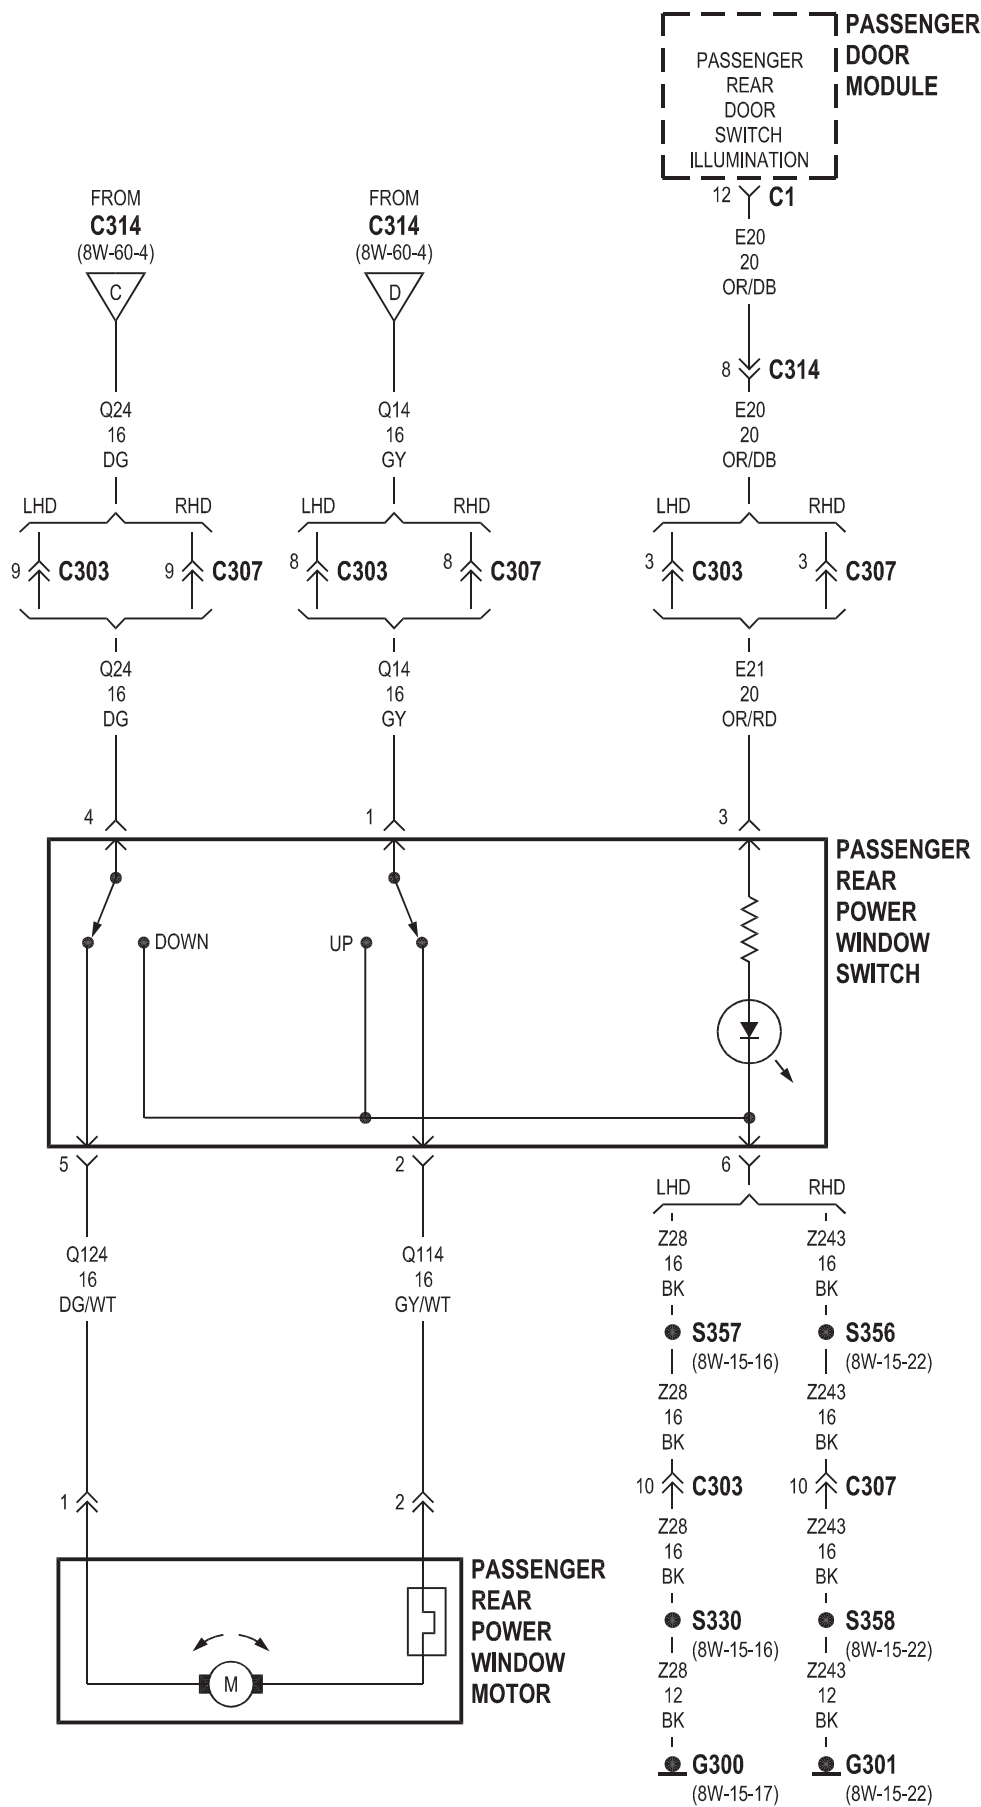 PASSENGER
DOOR
MODULE
PASSENGER
REAR
DOOR
SWITCH
ILLUMINATION
12 C1
E20
20
OR/DB
8 C314
E20
20
OR/DB
FROM
C314
(8W-60-4)
C
FROM
C314
(8W-60-4)
D
Q24
16
DG
Q14
16
GY
LHD RHD
LHD RHD
LHD RHD
9 C303 9 C307
8 C303 8 C307
3 C303 3 C307
Q24
16
DG
Q14
16
GY
E21
20
OR/RD
4 1 3
PASSENGER
REAR
POWER
WINDOW
SWITCH
DOWN UP
5 2 6
LHD RHD
Q124
16
DG/WT
Q114
16
GY/WT
Z28
16
BK
Z243
16
BK
S357
(8W-15-16)
S356
(8W-15-22)
Z28
16
BK
Z243
16
BK
10 C303 10 C307
1 2
Z28
16
BK
Z243
16
BK
PASSENGER
REAR
POWER
WINDOW
MOTOR
M
S330
(8W-15-16)
S358
(8W-15-22)
Z28
12
BK
Z243
12
BK
G300
(8W-15-17)
G301
(8W-15-22)